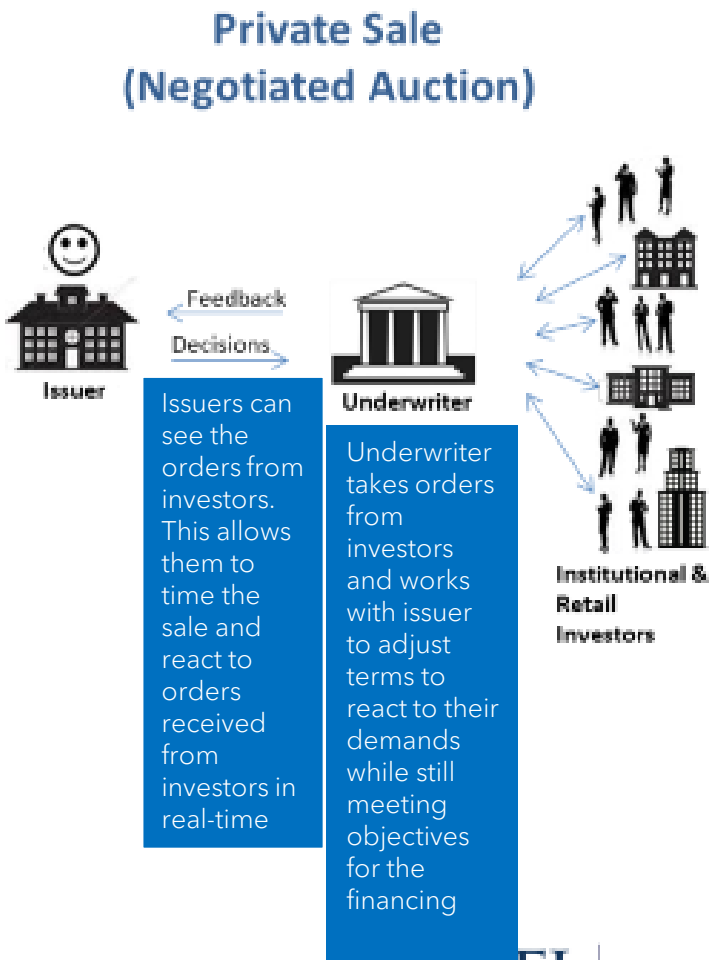 Private Sale
(Negotiated Auction)
Feedback
Decisions
Issuer
Underwriter
Issuers can
see the
orders from
investors.
This allows
them to
time the
sale and
react to
orders
received
from
investors in
real-time
Underwriter
takes orders
from
investors
and works
with issuer
to adjust
terms to
react to their
demands
while still
meeting
objectives
for the
financing
Institutional &
Retail
Investors